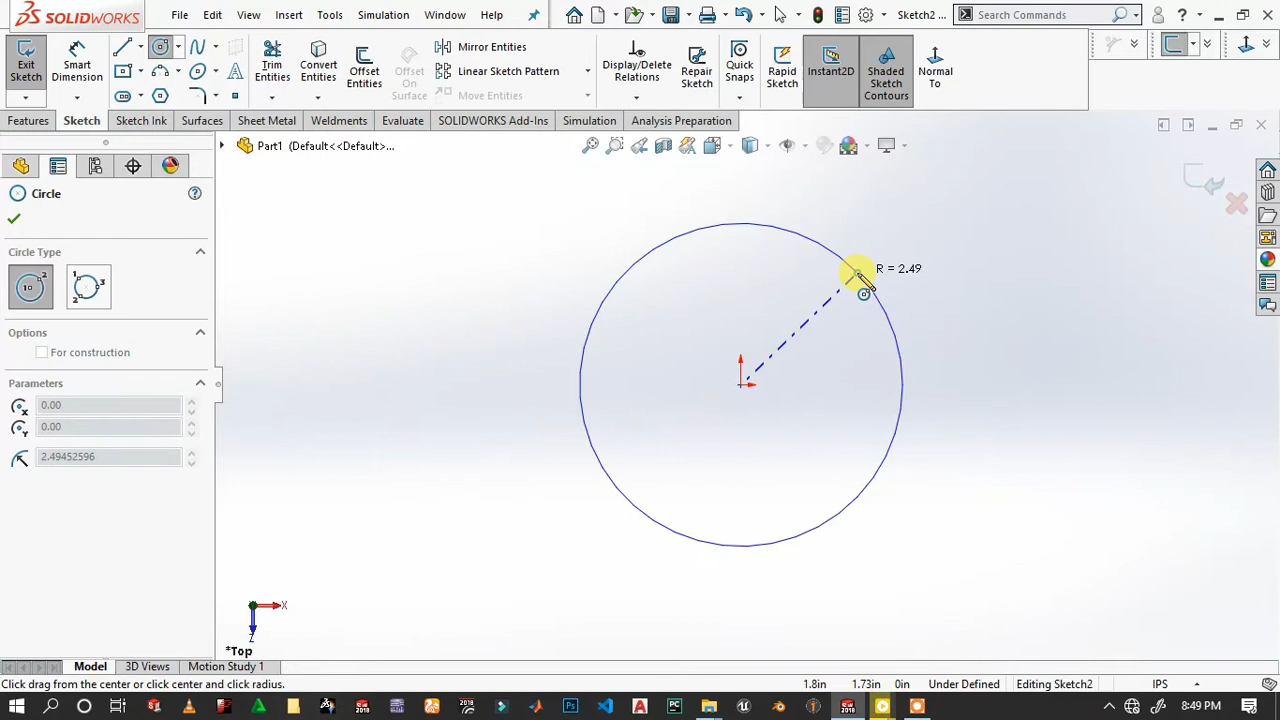 SOLIDWORKS
File Edit View Insert Tools Simulation Window Help
Sketch2 ...
Search Commands
Exit Sketch
Smart Dimension
Trim Entities
Convert Entities
Offset Entities
Offset On Surface
Mirror Entities
Linear Sketch Pattern
Move Entities
Display/Delete Relations
Repair Sketch
Quick Snaps
Rapid Sketch
Instant2D
Shaded Sketch Contours
Normal To
Features Sketch Sketch Ink Surfaces Sheet Metal Weldments Evaluate SOLIDWORKS Add-Ins Simulation Analysis Preparation
Part1 (Default<<Default>...
Circle
Circle Type
Options
For construction
Parameters
0.00
0.00
2.49452596
R = 2.49
X
Z
*Top
Model 3D Views Motion Study 1
Click drag from the center or click center and click radius.
1.8in 1.73in 0in Under Defined Editing Sketch2 IPS
8:49 PM